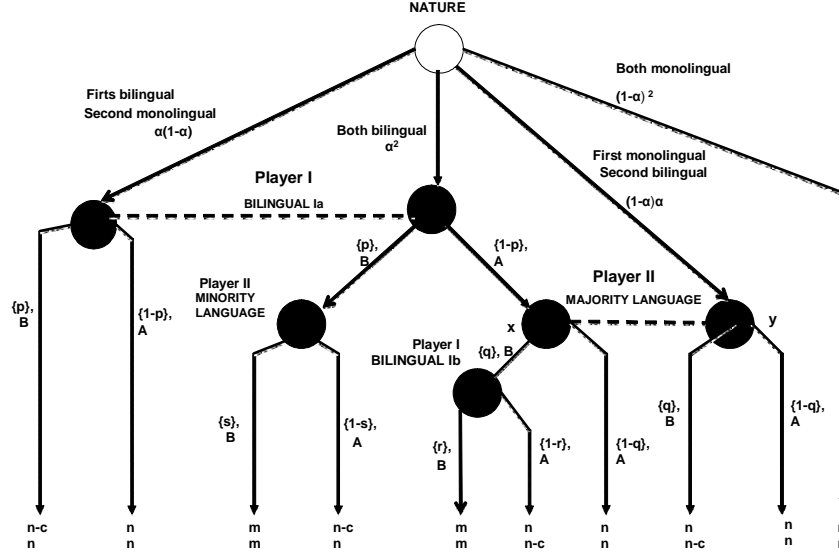 NATURE
Both monolingual
(1-α) ²
Firts bilingual
Second monolingual
α(1-α)
Both bilingual
α²
First monolingual
Second bilingual
(1-α)α
Player I
BILINGUAL Ia
{p},
B
{1-p},
A
{p},
B
{1-p},
A
Player II
MINORITY
LANGUAGE
Player II
MAJORITY LANGUAGE
x
y
Player I
BILINGUAL Ib
{q}, B
{s},
B
{1-s},
A
{r},
B
{1-r},
A
{1-q},
A
{q},
B
{1-q},
A
n-c
n
n
n
m
m
n-c
n
m
m
n
n-c
n
n
n
n-c
n
n